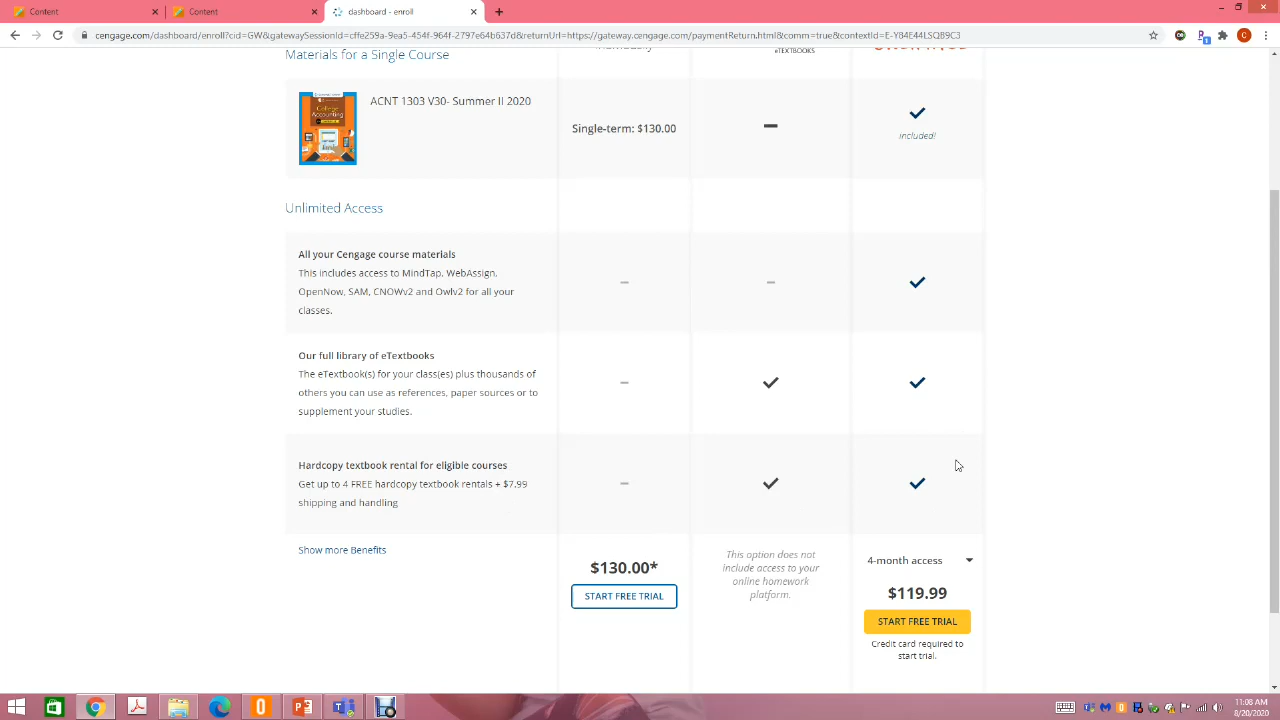 Content
Content
dashboard - enroll
cengage.com/dashboard/enroll?cid=GW&gatewaySessionId=cffe259a-9ea5-454f-964f-2797e64b637d&returnUrl=https://gateway.cengage.com/paymentReturn.html&comm=true&contextId=E-Y84E44LSQB9C3
C
Materials for a Single Course
eTEXTBOOKS
ACNT 1303 V30- Summer II 2020
College
Accounting
Single-term: $130.00
included!
Unlimited Access
All your Cengage course materials
This includes access to MindTap, WebAssign,
OpenNow, SAM, CNOWv2 and Owlv2 for all your
classes.
Our full library of eTextbooks
The eTextbook(s) for your class(es) plus thousands of
others you can use as references, paper sources or to
supplement your studies.
Hardcopy textbook rental for eligible courses
Get up to 4 FREE hardcopy textbook rentals + $7.99
shipping and handling
Show more Benefits
$130.00*
START FREE TRIAL
This option does not
include access to your
online homework
platform.
4-month access
$119.99
START FREE TRIAL
Credit card required to
start trial.
11:08 AM
8/20/2020